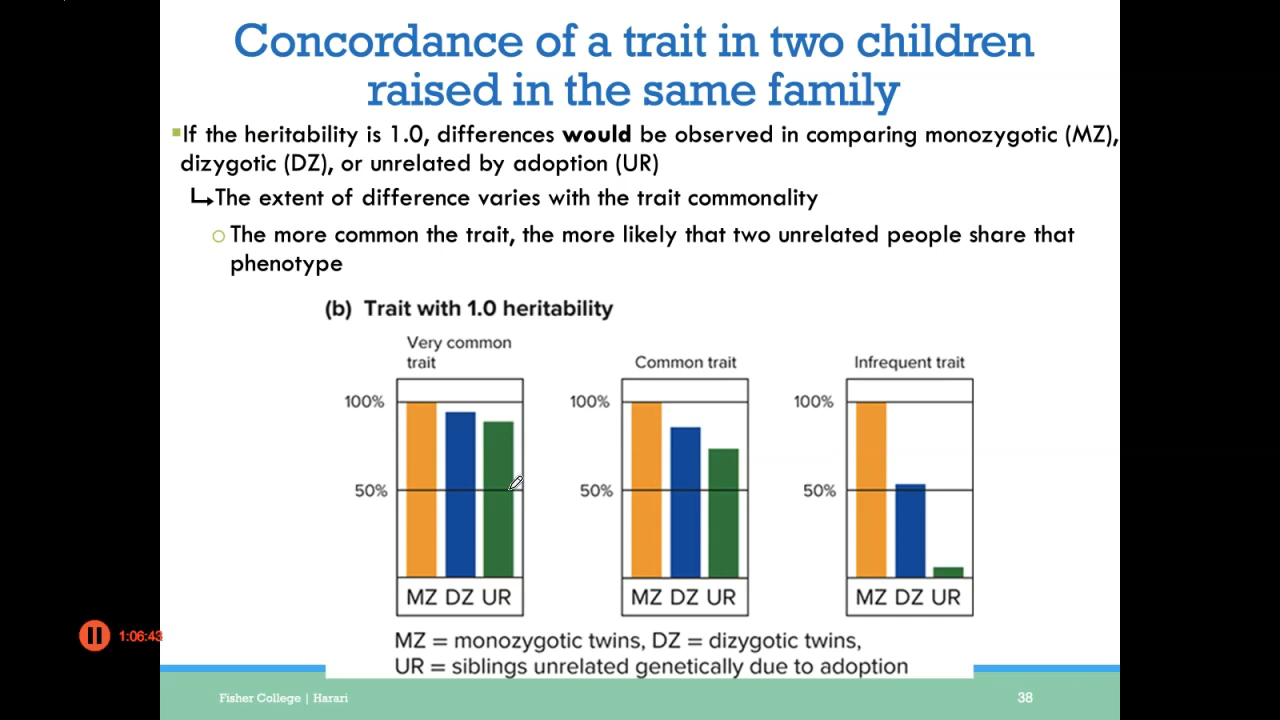 Concordance of a trait in two children
raised in the same family
If the heritability is 1.0, differences would be observed in comparing monozygotic (MZ),
dizygotic (DZ), or unrelated by adoption (UR)
The extent of difference varies with the trait commonality
The more common the trait, the more likely that two unrelated people share that
phenotype
(b) Trait with 1.0 heritability
Very common
trait
100%
50%
MZ DZ UR
Common trait
100%
50%
MZ DZ UR
Infrequent trait
100%
50%
MZ DZ UR
MZ = monozygotic twins, DZ = dizygotic twins,
UR = siblings unrelated genetically due to adoption
1:06:43
Fisher College | Harari
38